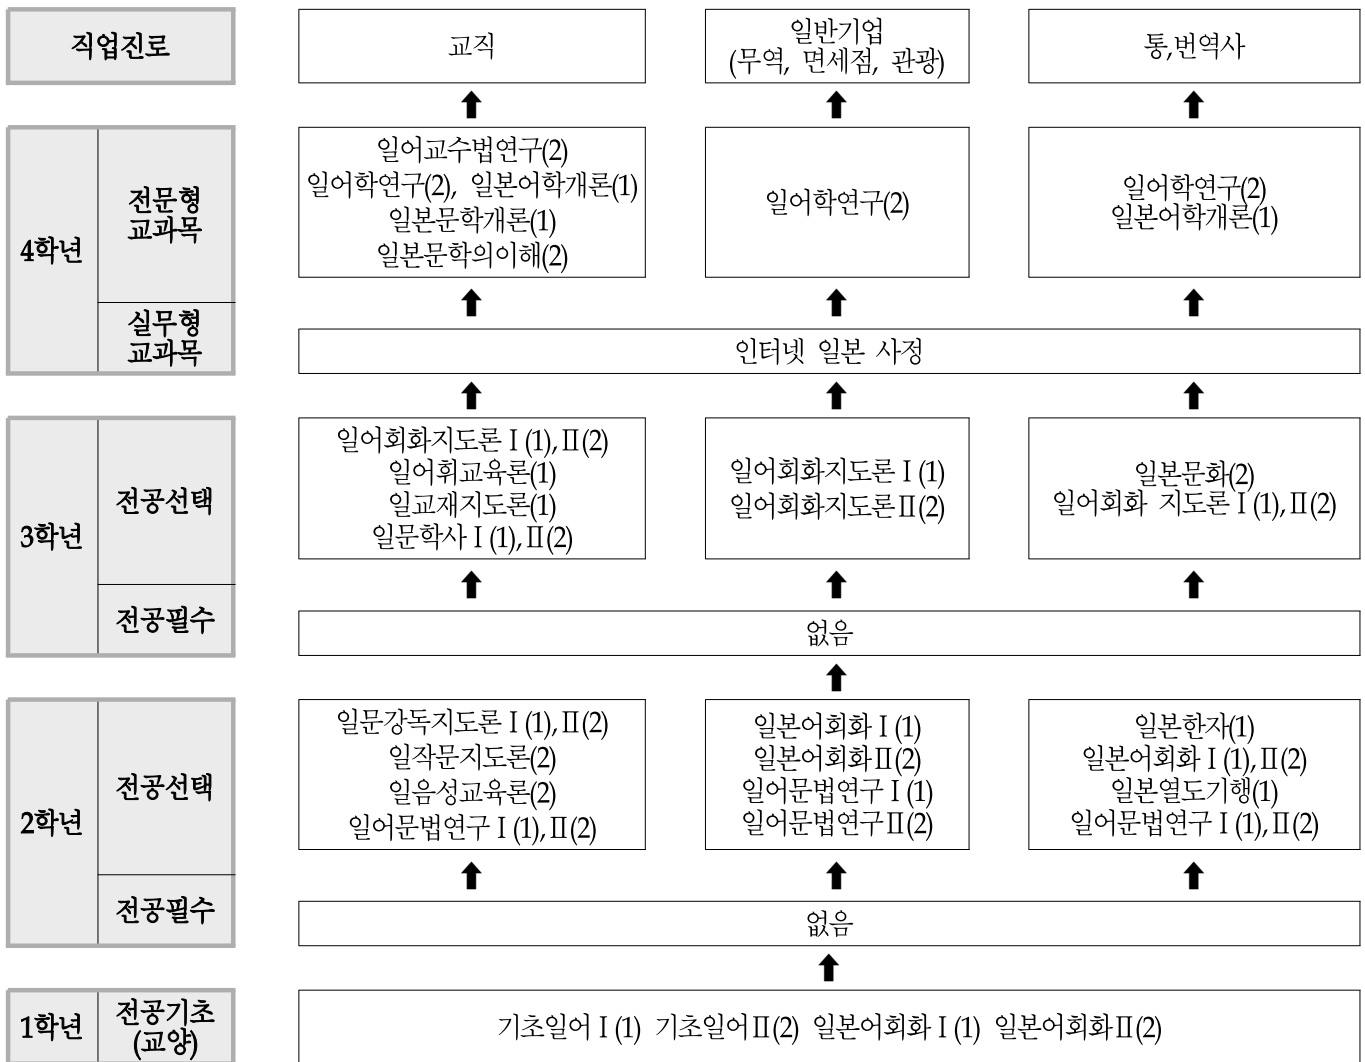 직업진로
교직
일반기업
(무역, 면세점, 관광)
통,번역사
4학년
전문형
교과목
일어교수법연구(2)
일어학연구(2), 일본어학개론(1)
일본문학개론(1)
일본문학의이해(2)
일어학연구(2)
일어학연구(2)
일본어학개론(1)
실무형
교과목
인터넷 일본 사정
3학년
전공선택
일어회화지도론Ⅰ(1),Ⅱ(2)
일어휘교육론(1)
일교재지도론(1)
일문학사Ⅰ(1),Ⅱ(2)
일어회화지도론Ⅰ(1)
일어회화지도론Ⅱ(2)
일본문화(2)
일어회화 지도론Ⅰ(1),Ⅱ(2)
전공필수
없음
2학년
전공선택
일문강독지도론Ⅰ(1),Ⅱ(2)
일작문지도론(2)
일음성교육론(2)
일어문법연구Ⅰ(1),Ⅱ(2)
일본어회화Ⅰ(1)
일본어회화Ⅱ(2)
일어문법연구Ⅰ(1)
일어문법연구Ⅱ(2)
일본한자(1)
일본어회화Ⅰ(1),Ⅱ(2)
일본열도기행(1)
일어문법연구Ⅰ(1),Ⅱ(2)
전공필수
없음
1학년
전공기초
(교양)
기초일어Ⅰ(1) 기초일어Ⅱ(2) 일본어회화Ⅰ(1) 일본어회화Ⅱ(2)